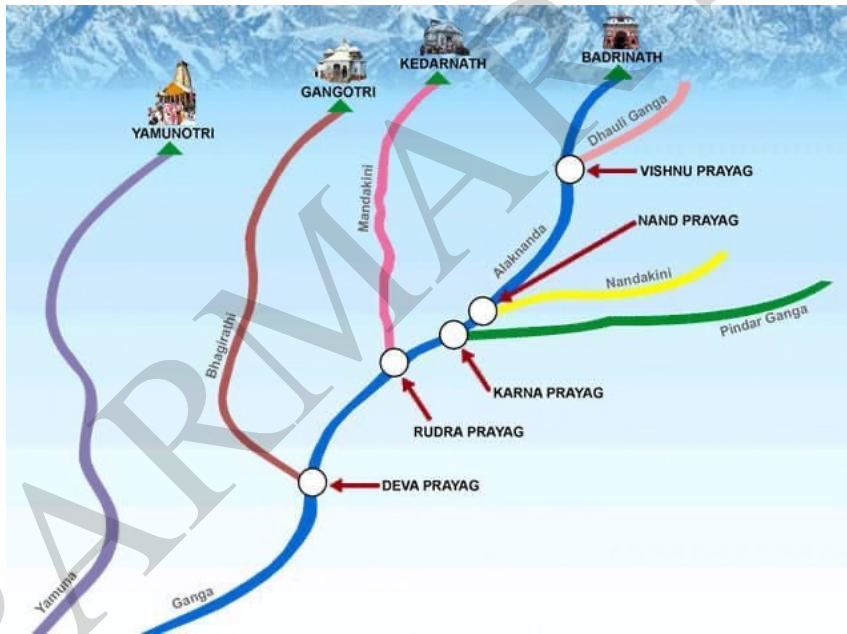 BADRINATH
KEDARNATH
GANGOTRI
YAMUNOTRI
Dhauli Ganga
VISHNU PRAYAG
Mandakini
NAND PRAYAG
Alaknanda
Nandakini
Pindar Ganga
Bhagirathi
KARNA PRAYAG
RUDRA PRAYAG
DEVA PRAYAG
Yamuna
Ganga
PARMAR